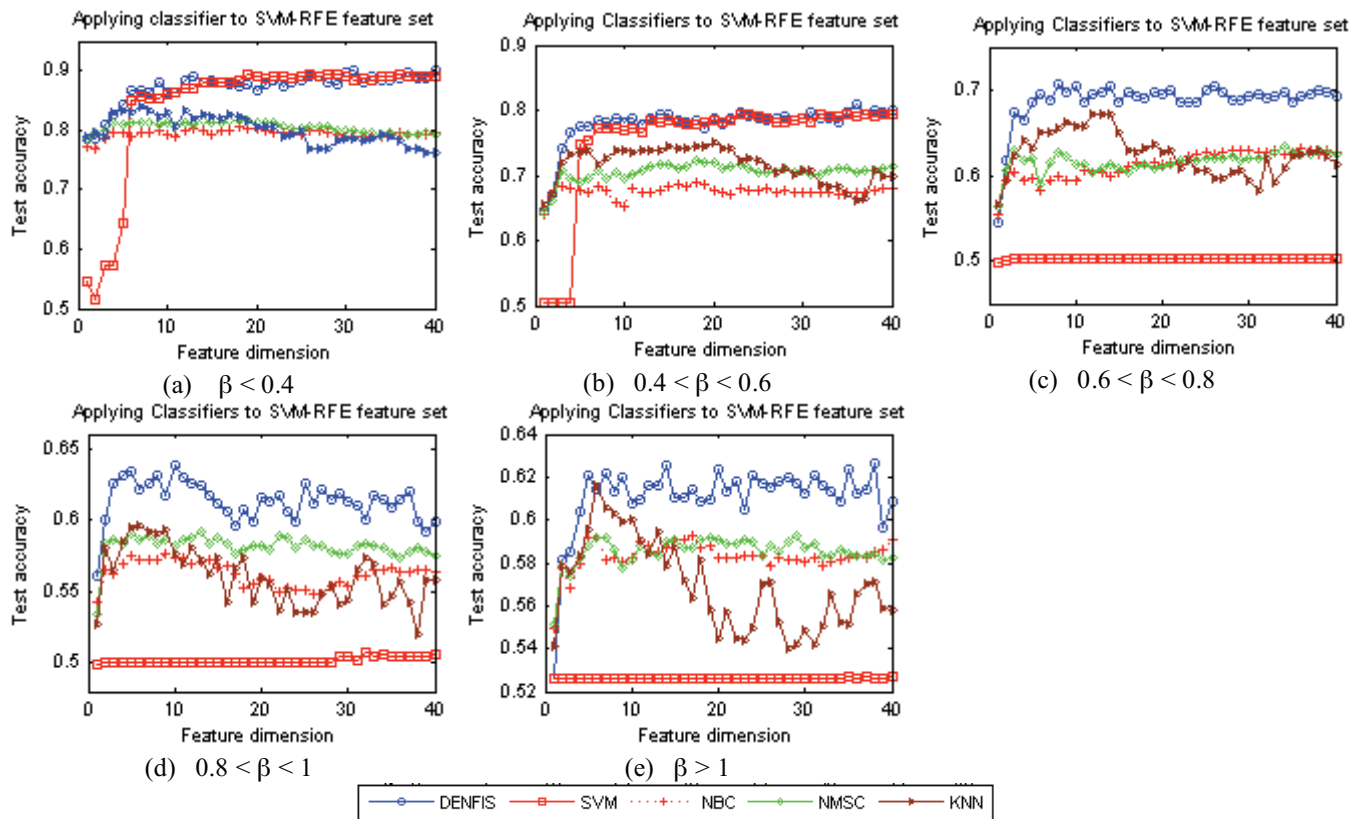 Applying classifier to SVM-RFE feature set
0.9
0.8
0.7
0.6
0.5
Test accuracy
0 10 20 30 40
Feature dimension
(a) β < 0.4
Applying Classifiers to SVM-RFE feature set
0.9
0.8
0.7
0.6
0.5
Test accuracy
0 10 20 30 40
Feature dimension
(b) 0.4 < β < 0.6
Applying Classifiers to SVM-RFE feature set
0.7
0.6
0.5
Test accuracy
0 10 20 30 40
Feature dimension
(c) 0.6 < β < 0.8
Applying Classifiers to SVM-RFE feature set
0.65
0.6
0.55
0.5
Test accuracy
0 10 20 30 40
Feature dimension
(d) 0.8 < β < 1
Applying Classifiers to SVM-RFE feature set
0.64
0.62
0.6
0.58
0.56
0.54
0.52
Test accuracy
0 10 20 30 40
Feature dimension
(e) β > 1
DENFIS SVM NBC NMSC KNN